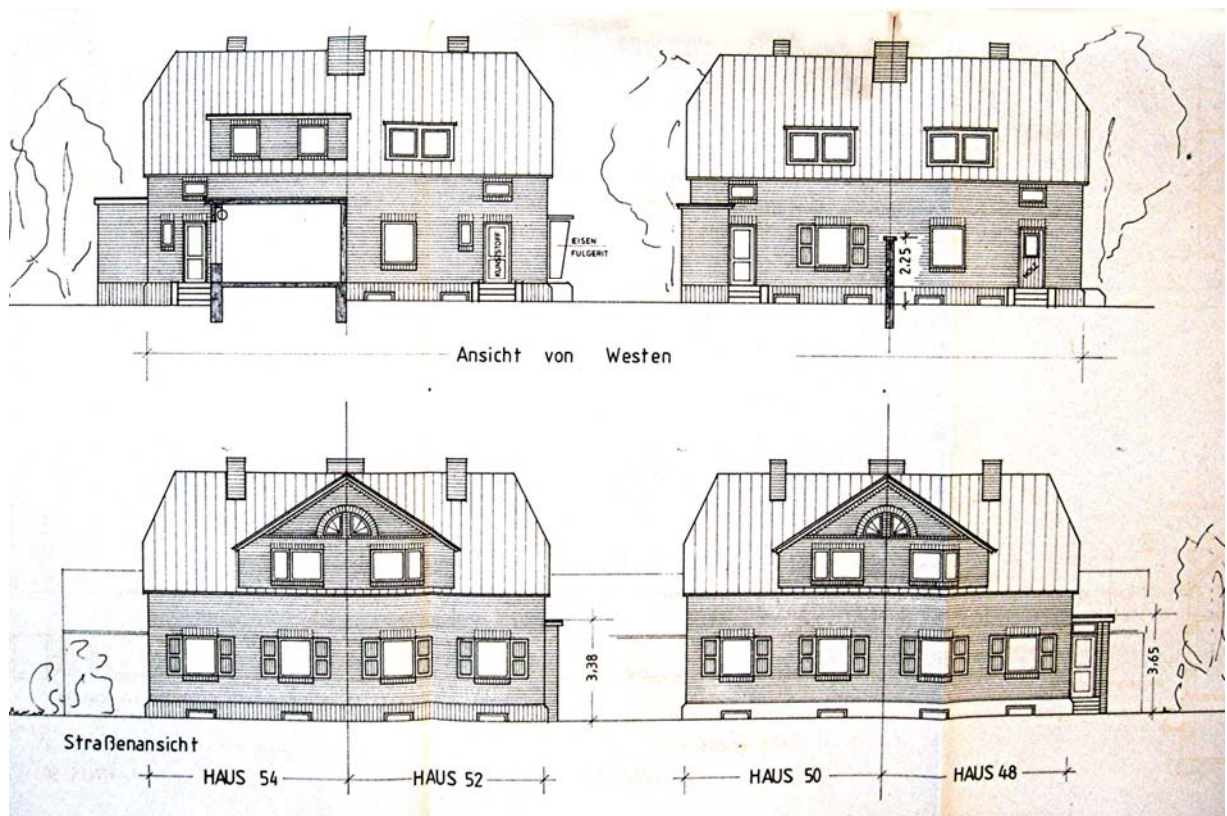 EISEN
FULGERIT
KUNSTSTOFF
2.25
HOLZ
Ansicht von Westen
3.38
3.65
Straßenansicht
HAUS 54
HAUS 52
HAUS 50
HAUS 48